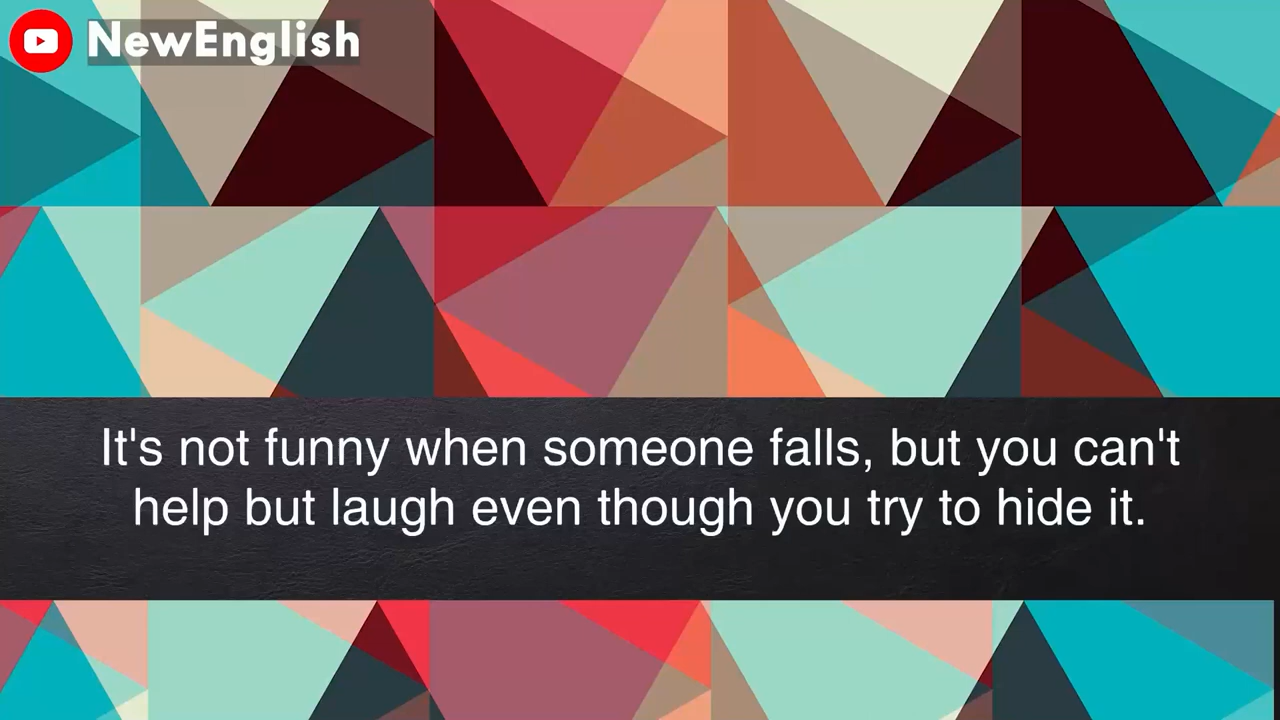 NewEnglish
It's not funny when someone falls, but you can't
help but laugh even though you try to hide it.